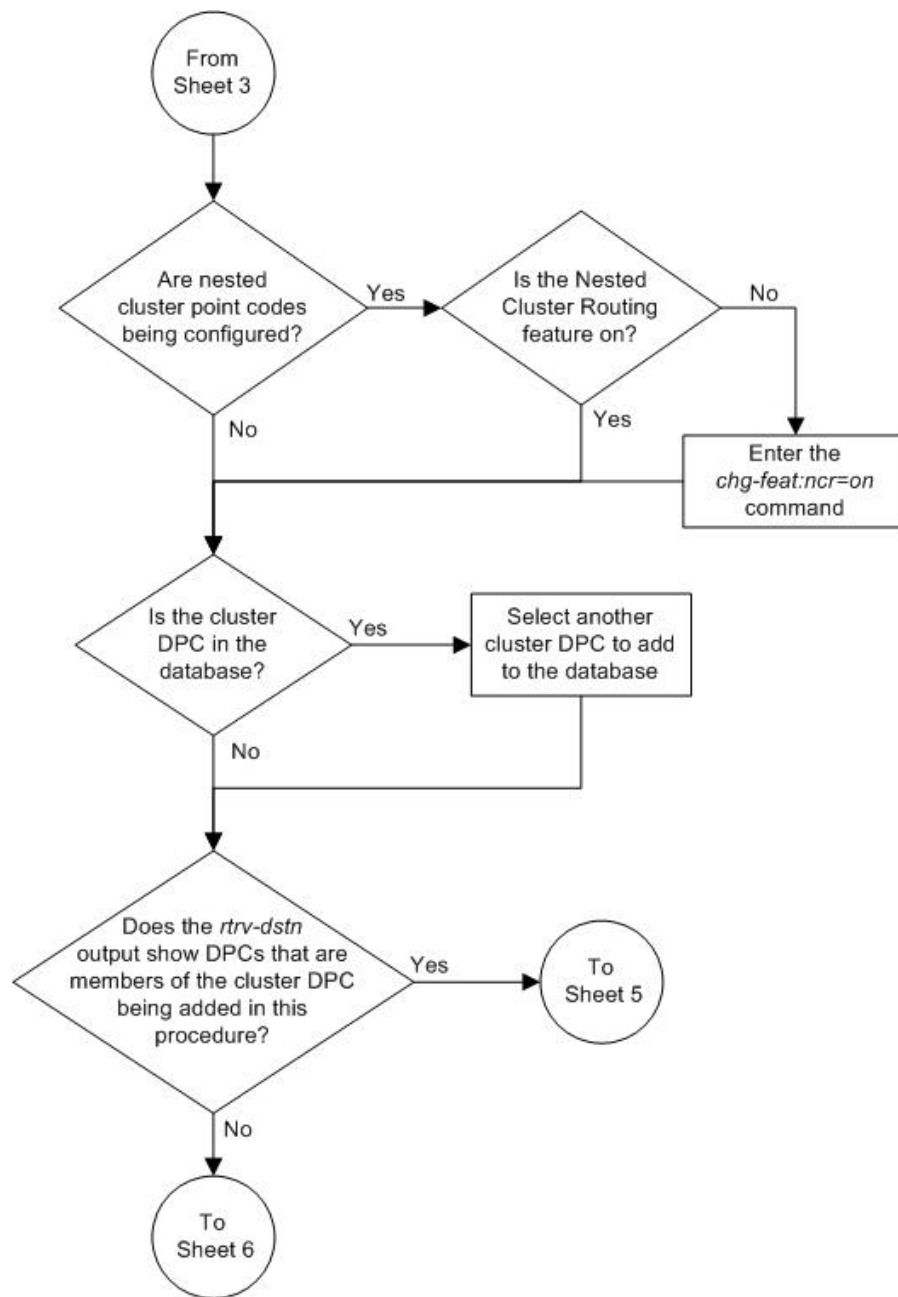 From
Sheet 3
Are nested
cluster point codes
being configured?
Yes
Is the Nested
Cluster Routing
feature on?
No
No
Yes
Enter the
chg-feat:ncr=on
command
Is the cluster
DPC in the
database?
Yes
Select another
cluster DPC to add
to the database
No
Does the rtrv-dstn
output show DPCs that are
members of the cluster DPC
being added in this
procedure?
Yes
To
Sheet 5
No
To
Sheet 6